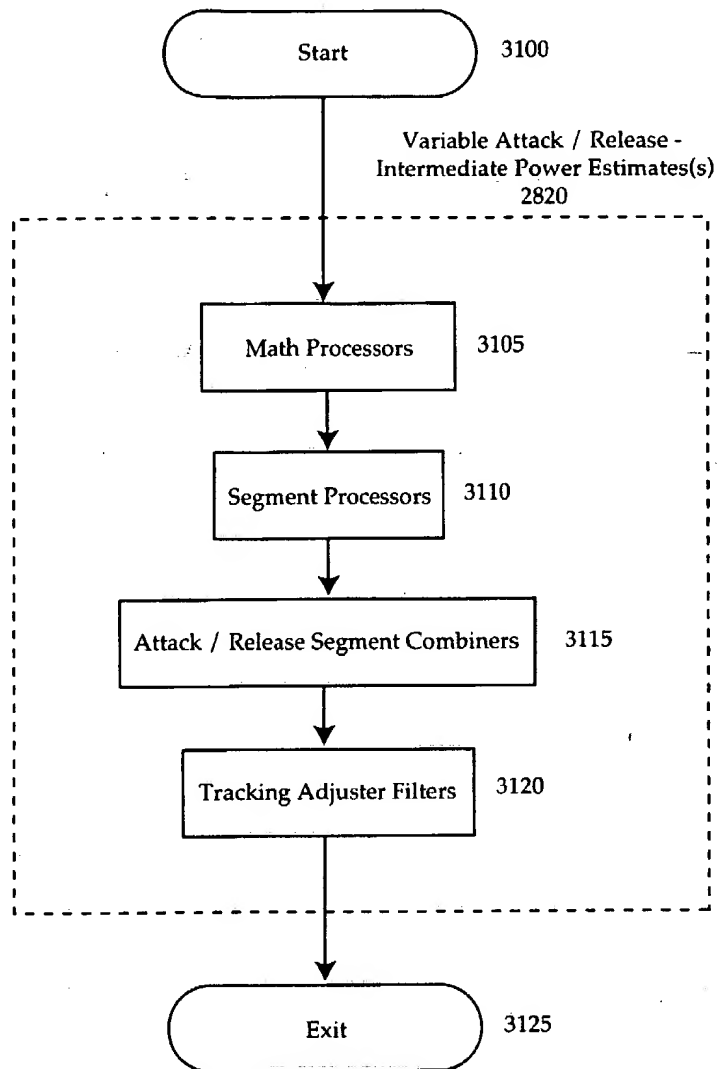 Start 3100
Variable Attack / Release -
Intermediate Power Estimates(s)
2820
Math Processors 3105
Segment Processors 3110
Attack / Release Segment Combiners 3115
Tracking Adjuster Filters 3120
Exit 3125